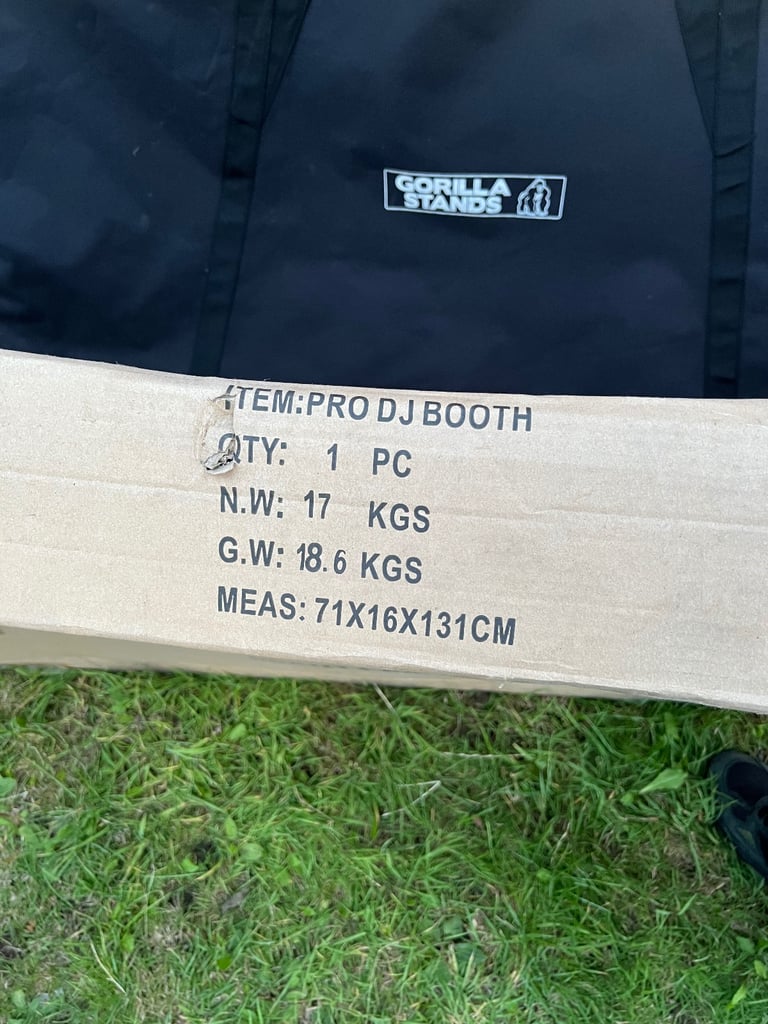 GORILLA
STANDS
ITEM:PRO DJ BOOTH
QTY: 1 PC
N.W: 17 KGS
G.W: 18.6 KGS
MEAS: 71X16X131CM